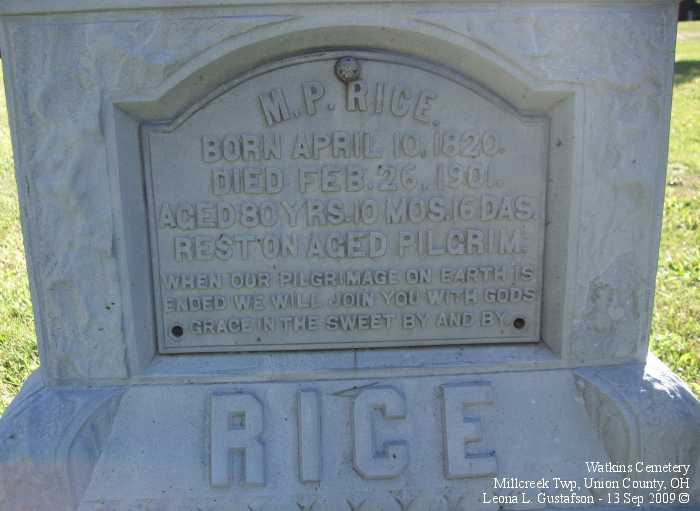 M. P. RICE.
BORN APRIL 10, 1820.
DIED FEB. 26, 1901.
AGED 80 YRS. 10 MOS. 16 DAS.
REST ON AGED PILGRIM.
WHEN OUR PILGRIMAGE ON EARTH IS
ENDED WE WILL JOIN YOU WITH GODS
GRACE IN THE SWEET BY AND BY.
RICE
Watkins Cemetery
Millcreek Twp, Union County, OH
Leona L. Gustafson - 13 Sep 2009 ©